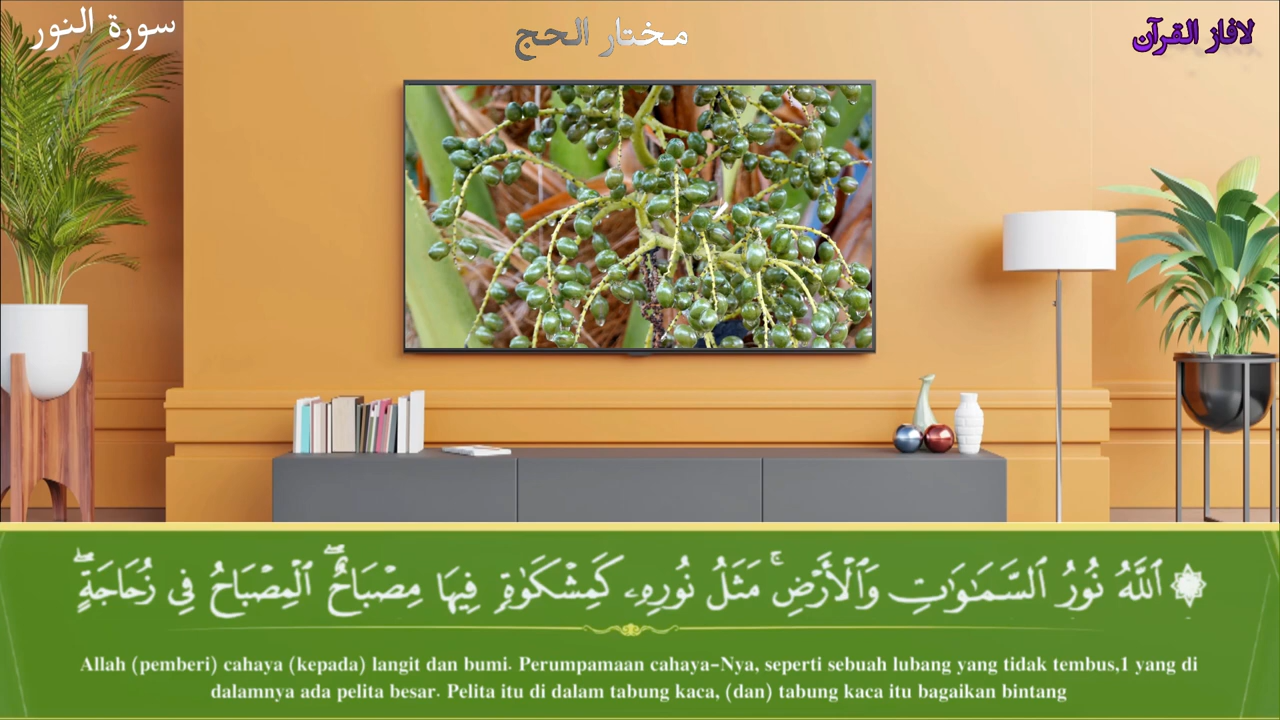 سورة النور
مختار الحج
لافاز القرآن
۞ ٱللَّهُ نُورُ ٱلسَّمَـٰوَٰتِ وَٱلْأَرْضِ ۚ مَثَلُ نُورِهِۦ كَمِشْكَوٰةٍۢ فِيهَا مِصْبَاحٌ ۖ ٱلْمِصْبَاحُ فِى زُجَاجَةٍ ۖ
Allah (pemberi) cahaya (kepada) langit dan bumi. Perumpamaan cahaya-Nya, seperti sebuah lubang yang tidak tembus,1 yang di
dalamnya ada pelita besar. Pelita itu di dalam tabung kaca, (dan) tabung kaca itu bagaikan bintang